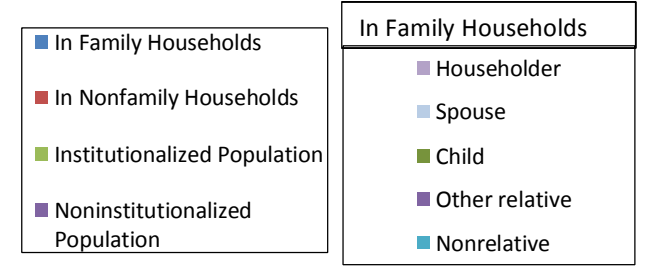 In Family Households
In Nonfamily Households
Institutionalized Population
Noninstitutionalized
Population
In Family Households
Householder
Spouse
Child
Other relative
Nonrelative